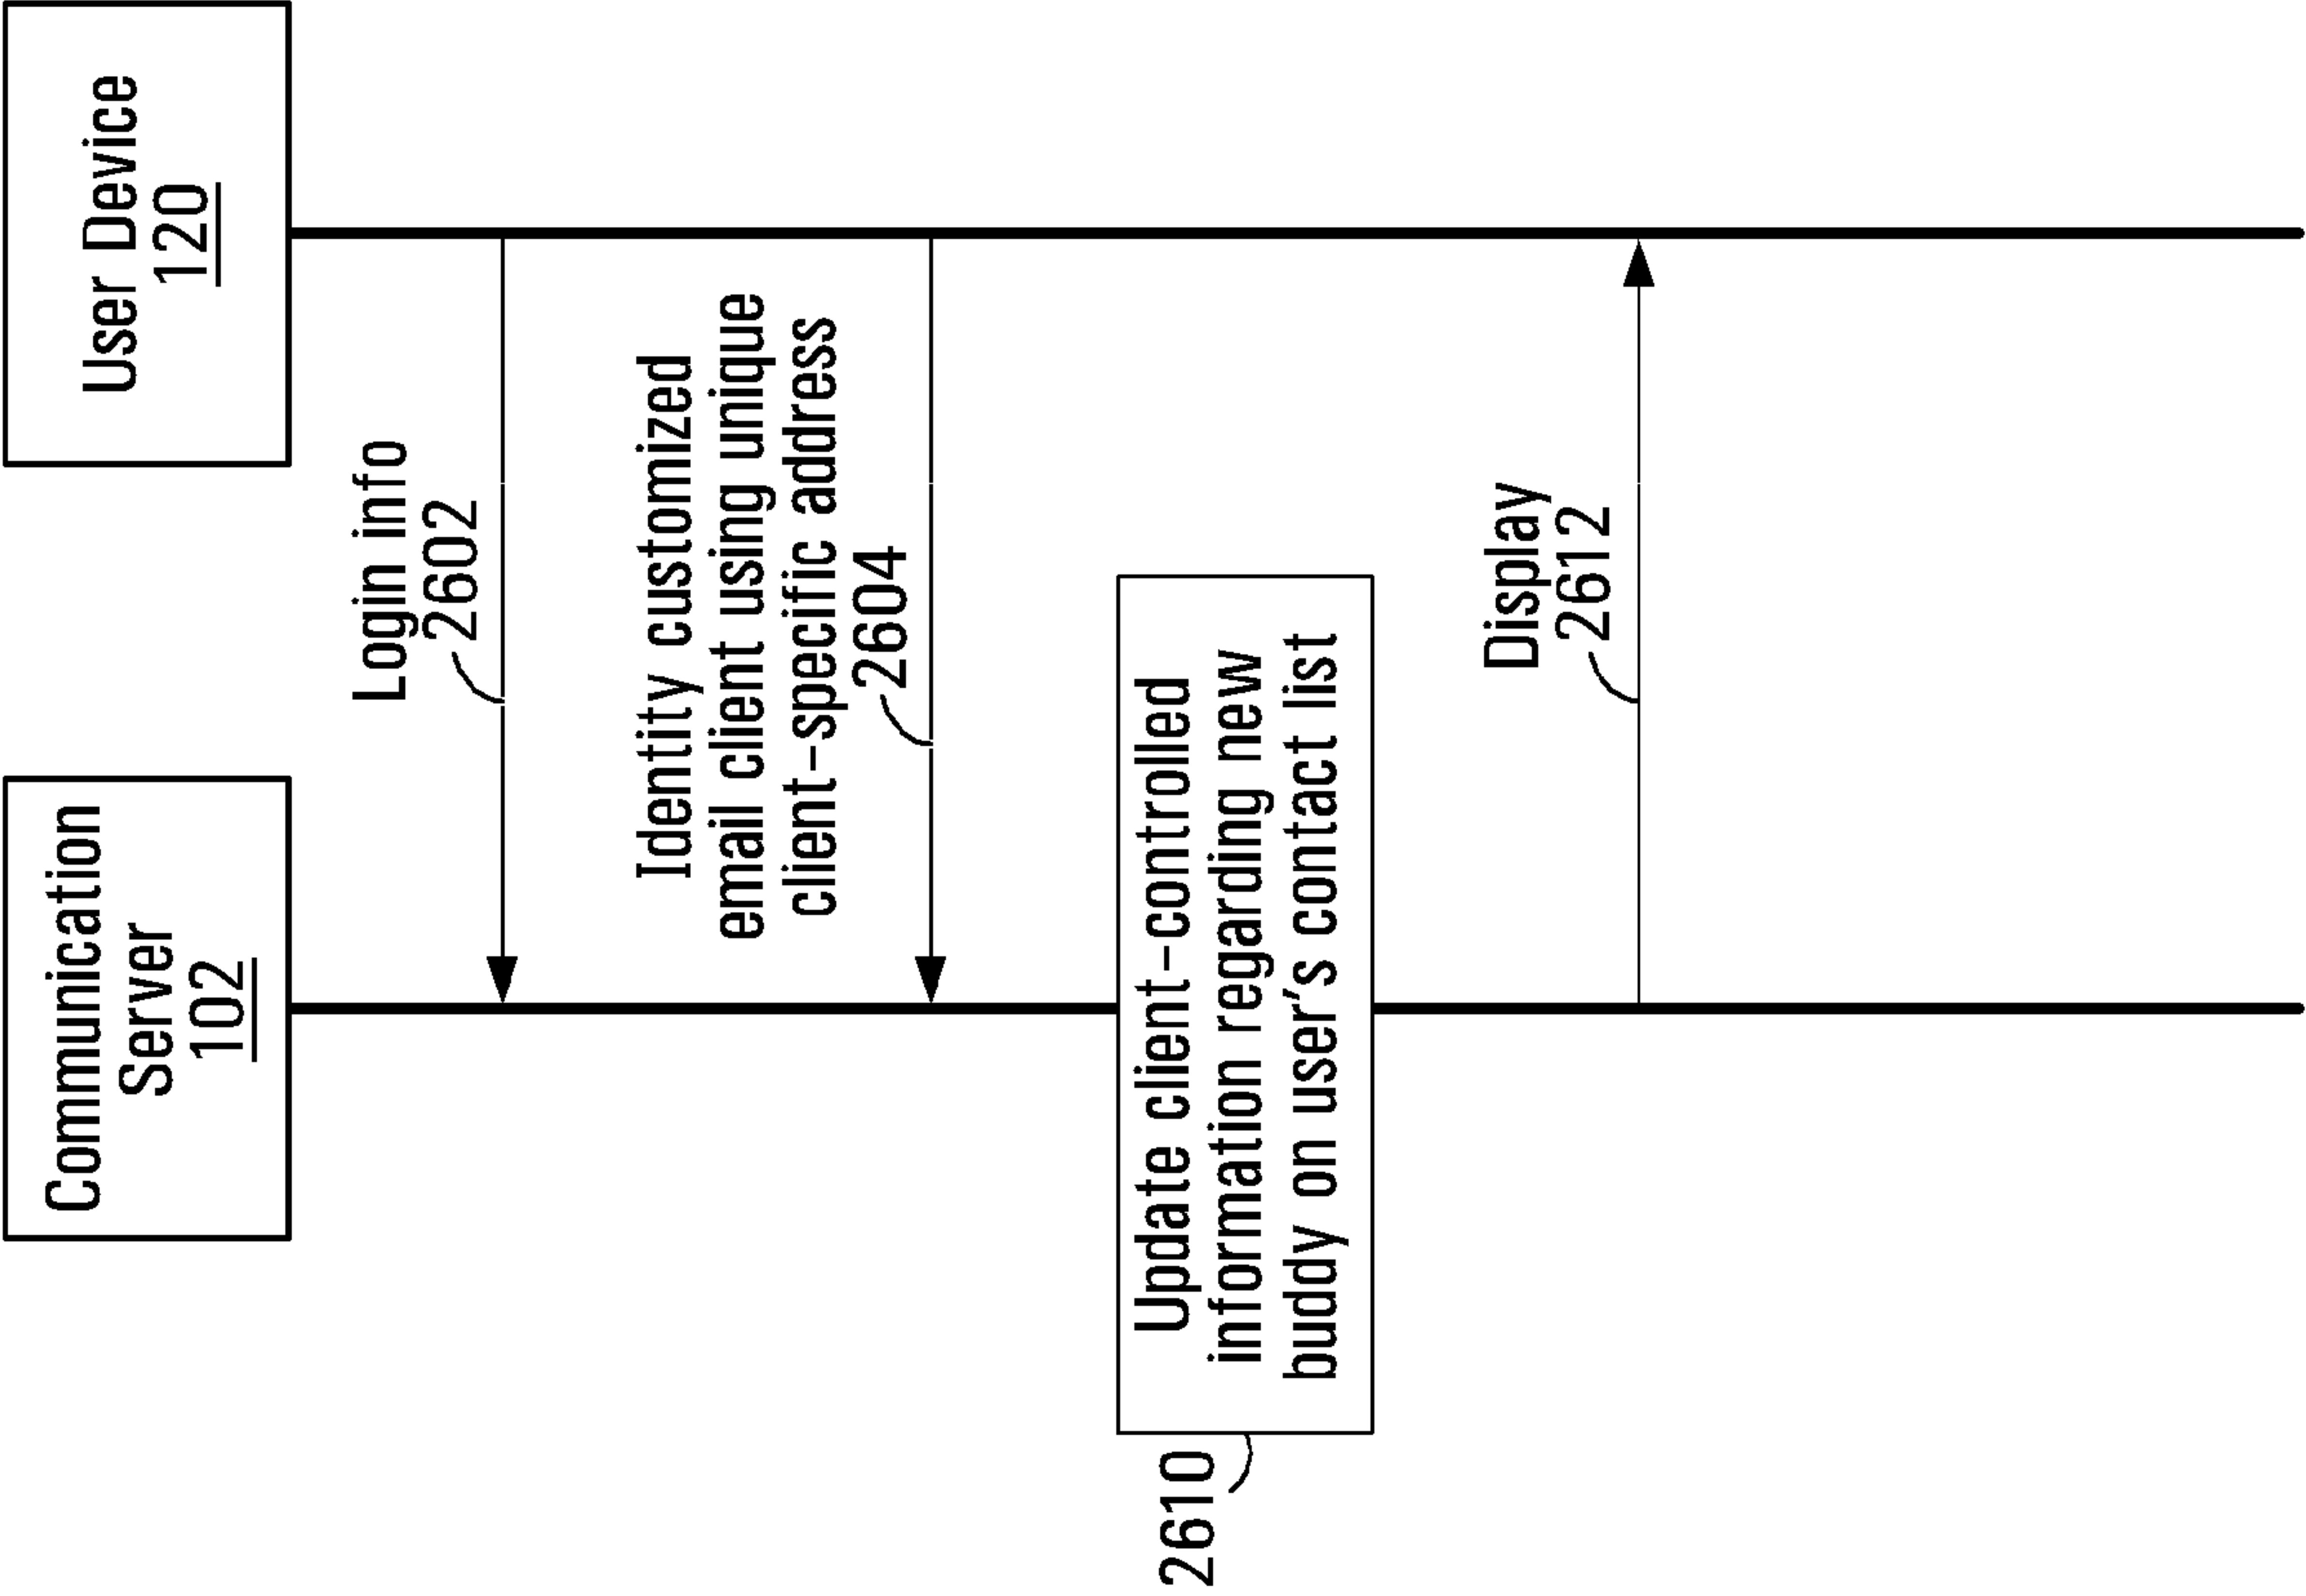 Communication
Server
102
User Device
120
Login info
2602
Identity customized
email client using unique
client-specific address
2604
Update client-controlled
information regarding new
buddy on user's contact list
2610
Display
2612